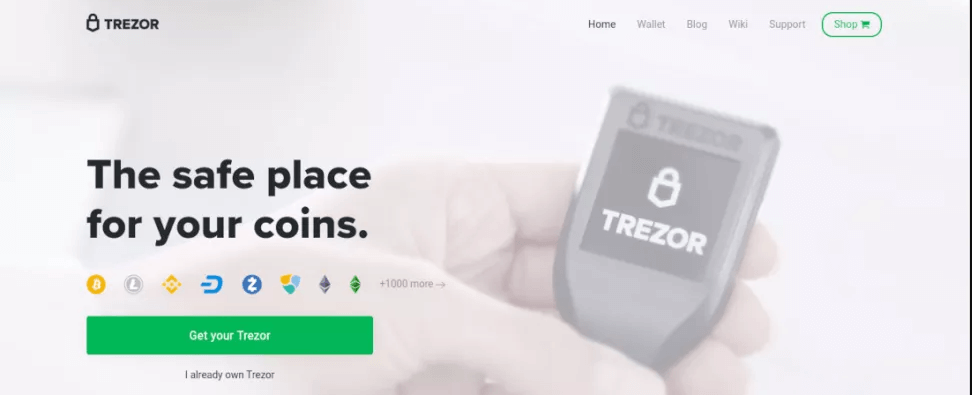 TREZOR
Home Wallet Blog Wiki Support Shop
TREZOR
TREZOR
The safe place
for your coins.
+1000 more →
Get your Trezor
I already own Trezor